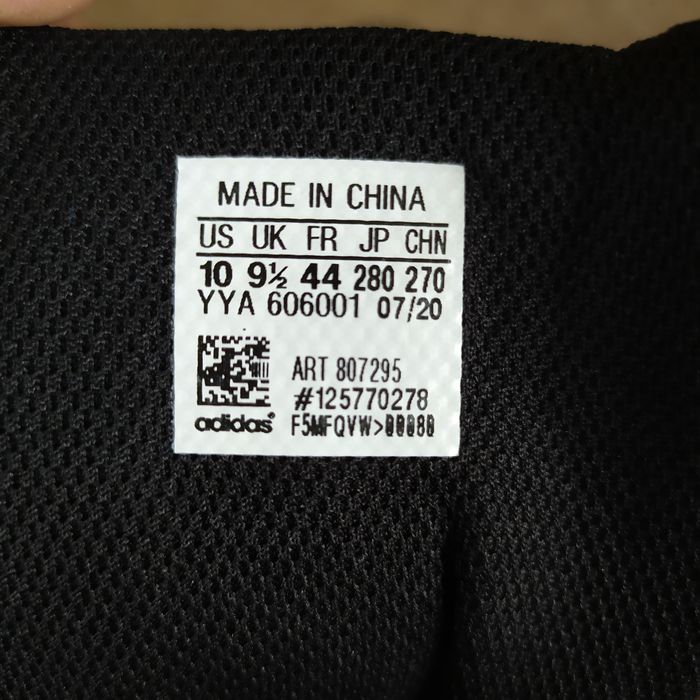 MADE IN CHINA
US UK FR JP CHN
10 9½ 44 280 270
YYA 606001 07/20
ART 807295
#125770278
adidas® F5MFQVW>00080